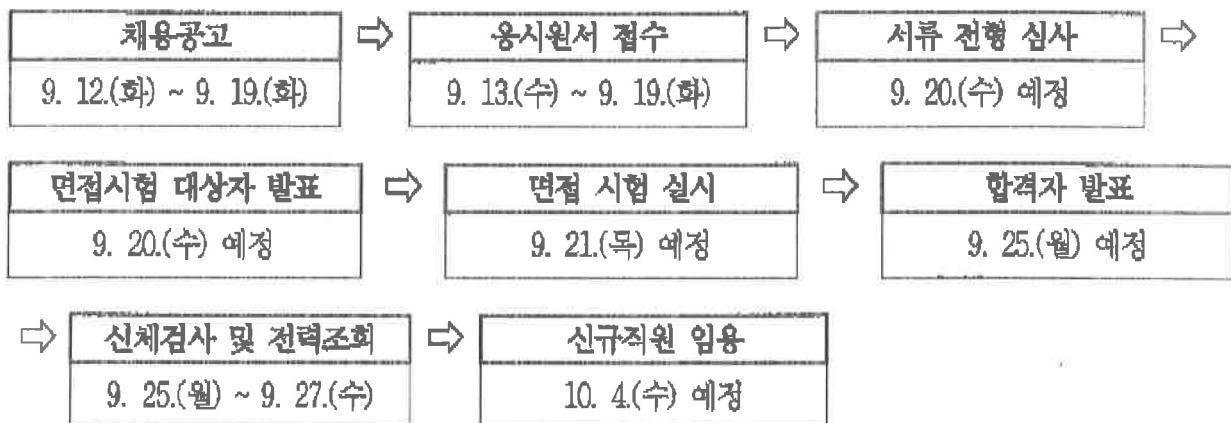 채용공고 ⇨ 응시원서 접수 ⇨ 서류 전형 심사 ⇨
9. 12.(화) ~ 9. 19.(화) 9. 13.(수) ~ 9. 19.(화) 9. 20.(수) 예정
면접시험 대상자 발표 ⇨ 면접 시험 실시 ⇨ 합격자 발표
9. 20.(수) 예정 9. 21.(목) 예정 9. 25.(월) 예정
⇨ 신체검사 및 전력조회 ⇨ 신규직원 임용
9. 25.(월) ~ 9. 27.(수) 10. 4.(수) 예정